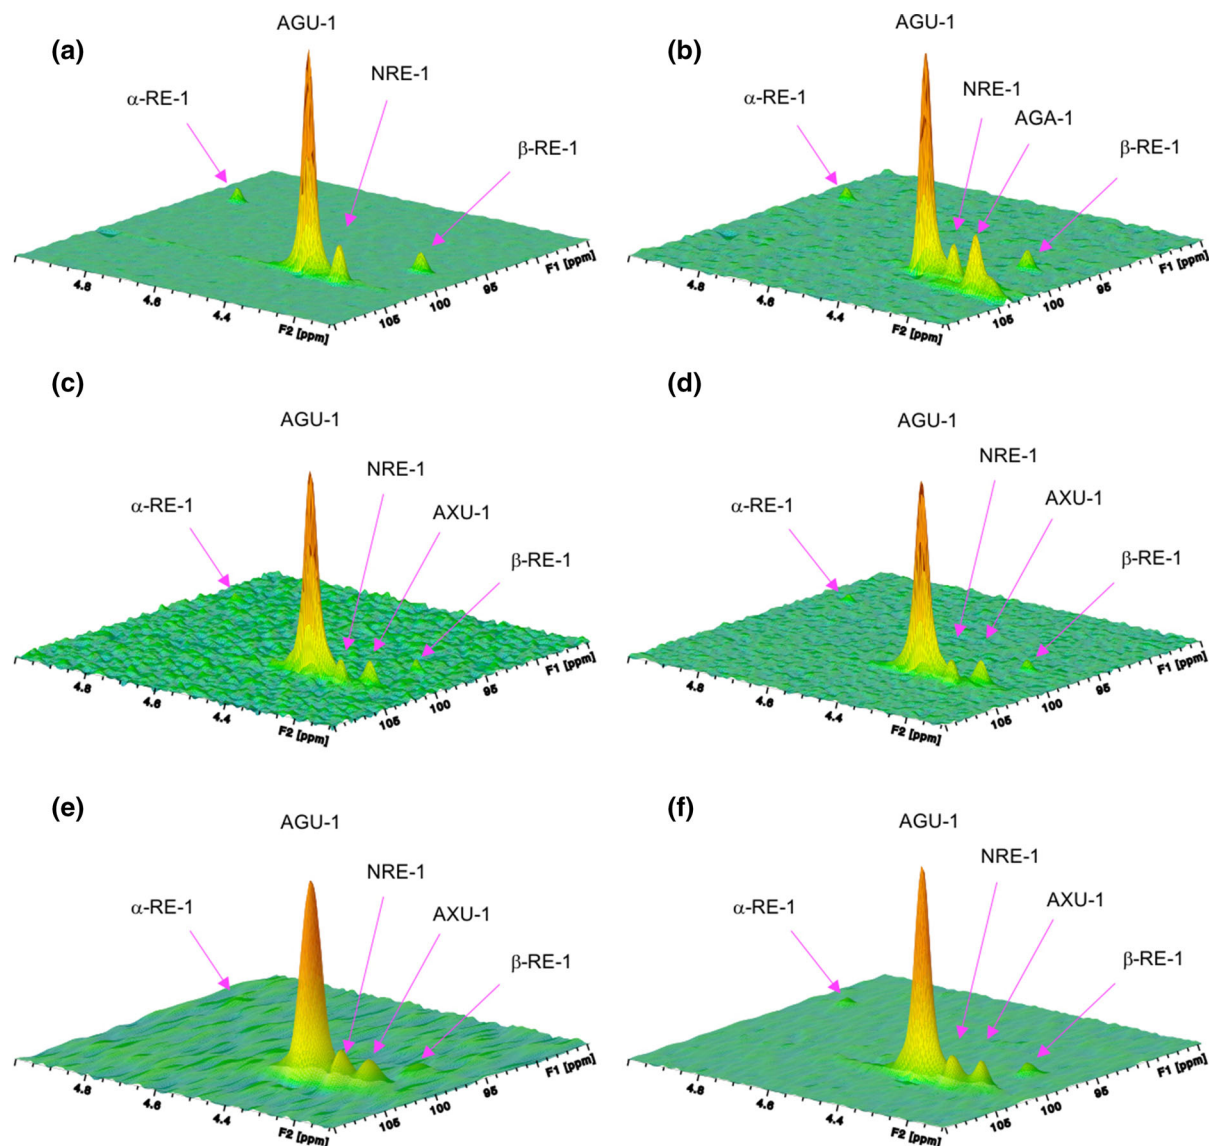 (a)
AGU-1
NRE-1
α-RE-1
β-RE-1
4.8
4.6
4.4
F2 [ppm]
105
100
95
F1 [ppm]
(b)
AGU-1
NRE-1
α-RE-1
AGA-1
β-RE-1
4.8
4.6
4.4
F2 [ppm]
105
100
95
F1 [ppm]
(c)
AGU-1
NRE-1
α-RE-1
AXU-1
β-RE-1
4.8
4.6
4.4
F2 [ppm]
105
100
95
F1 [ppm]
(d)
AGU-1
NRE-1
α-RE-1
AXU-1
β-RE-1
4.8
4.6
4.4
F2 [ppm]
105
100
95
F1 [ppm]
(e)
AGU-1
NRE-1
α-RE-1
AXU-1
β-RE-1
4.8
4.6
4.4
F2 [ppm]
105
100
95
F1 [ppm]
(f)
AGU-1
NRE-1
α-RE-1
AXU-1
β-RE-1
4.8
4.6
4.4
F2 [ppm]
105
100
95
F1 [ppm]